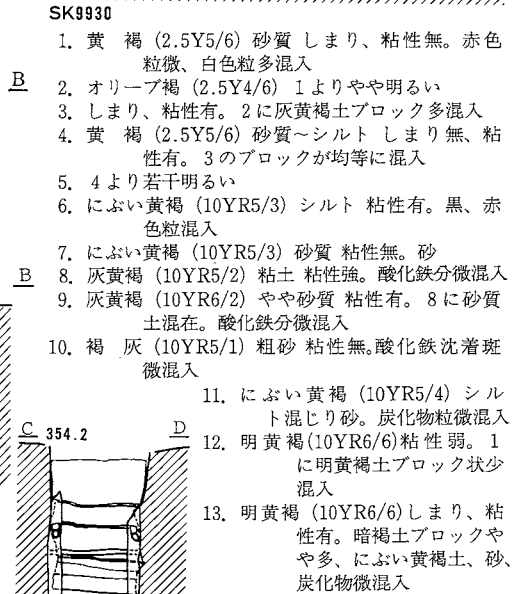 SK9930
1. 黄　褐 (2.5Y5/6) 砂質 しまり、粘性無。赤色
粒微、白色粒多混入
B
2. オリーブ褐 (2.5Y4/6) 1よりやや明るい
3. しまり、粘性有。2に灰黄褐土ブロック多混入
4. 黄　褐 (2.5Y5/6) 砂質～シルト しまり無、粘
性有。3のブロックが均等に混入
5. 4より若干明るい
6. にぶい黄褐 (10YR5/3) シルト 粘性有。黒、赤
色粒混入
7. にぶい黄褐 (10YR5/3) 砂質 粘性無。砂
B
8. 灰黄褐 (10YR5/2) 粘土 粘性強。酸化鉄分微混入
9. 灰黄褐 (10YR6/2) やや砂質 粘性有。8に砂質
土混在。酸化鉄分微混入
10. 褐　灰 (10YR5/1) 粗砂 粘性無。酸化鉄沈着斑
微混入
11. にぶい黄褐 (10YR5/4) シル
ト混じり砂。炭化物粒微混入
C 354.2 D
12. 明黄褐(10YR6/6)粘性弱。1
に明黄褐土ブロック状少
混入
13. 明黄褐 (10YR6/6)しまり、粘
性有。暗褐土ブロックや
や多、にぶい黄褐土、砂、
炭化物微混入